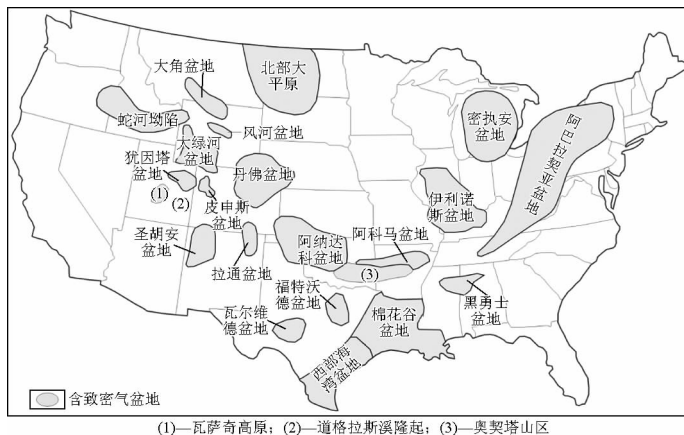 大角盆地
北部大
平原
蛇河坳陷
风河盆地
大绿河
盆地
犹因塔
盆地
(1)
(2)
皮申斯
盆地
丹佛盆地
密执安
盆地
阿巴拉契亚盆地
伊利诺
斯盆地
圣胡安
盆地
拉通盆地
阿纳达
科盆地
阿科马盆地
(3)
福特沃
德盆地
瓦尔维
德盆地
棉花谷
盆地
黑勇士
盆地
西部海
湾盆地
含致密气盆地
(1)—瓦萨奇高原；(2)—道格拉斯溪隆起；(3)—奥契塔山区